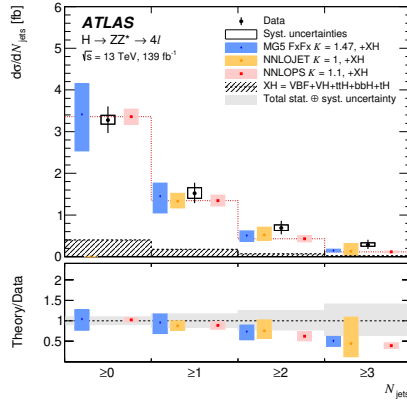 dσ/dN_jets [fb]
6
5
4
3
2
1
0
ATLAS
H → ZZ* → 4l
√s = 13 TeV, 139 fb⁻¹
Data
Syst. uncertainties
MG5 FxFx K = 1.47, +XH
NNLOJET K = 1, +XH
NNLOPS K = 1.1, +XH
XH = VBF+VH+ttH+bbH+tH
Total stat. ⊕ syst. uncertainty
Theory/Data
2
1.5
1
0.5
≥0
≥1
≥2
≥3
N_jets